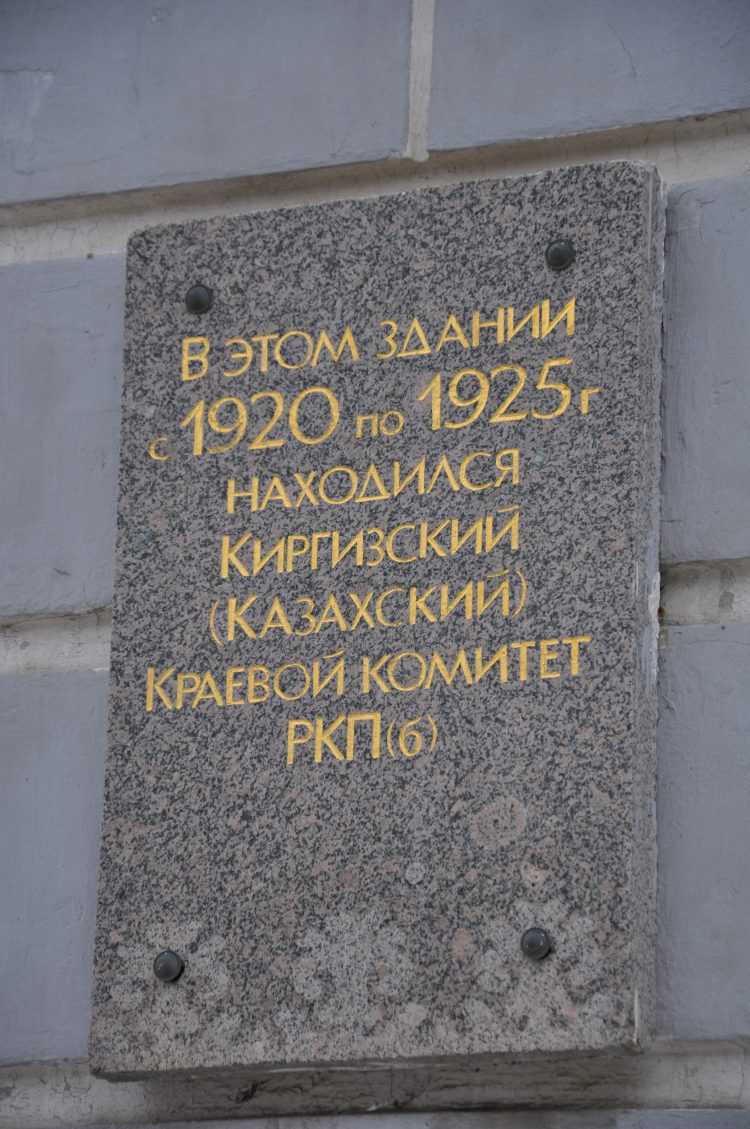 В ЭТОМ ЗДАНИИ
с 1920 по 1925 г
НАХОДИЛСЯ
КИРГИЗСКИЙ
(КАЗАХСКИЙ)
КРАЕВОЙ КОМИТЕТ
РКП(б)